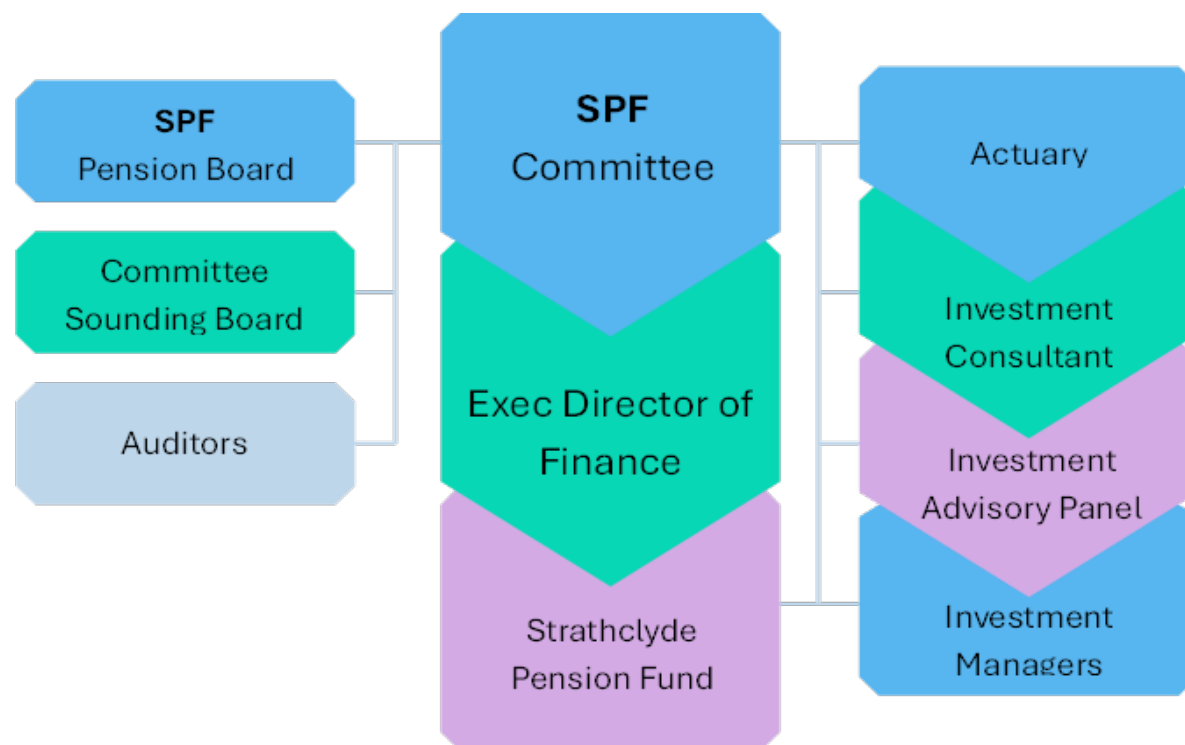 SPF
Pension Board
Committee
Sounding Board
Auditors
SPF
Committee
Exec Director of
Finance
Strathclyde
Pension Fund
Actuary
Investment
Consultant
Investment
Advisory Panel
Investment
Managers